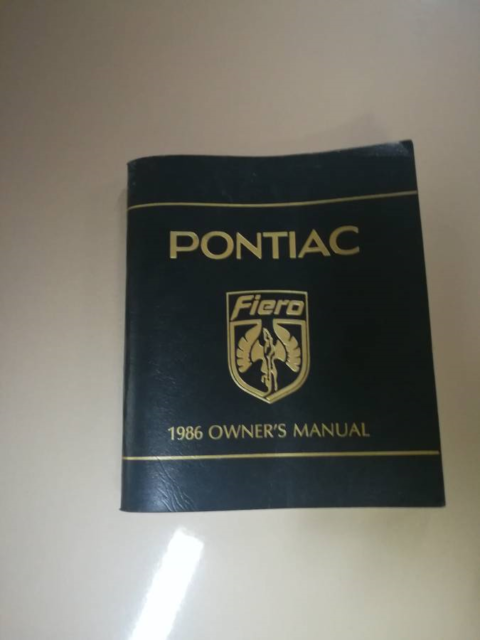 PONTIAC
Fiero
1986 OWNER'S MANUAL